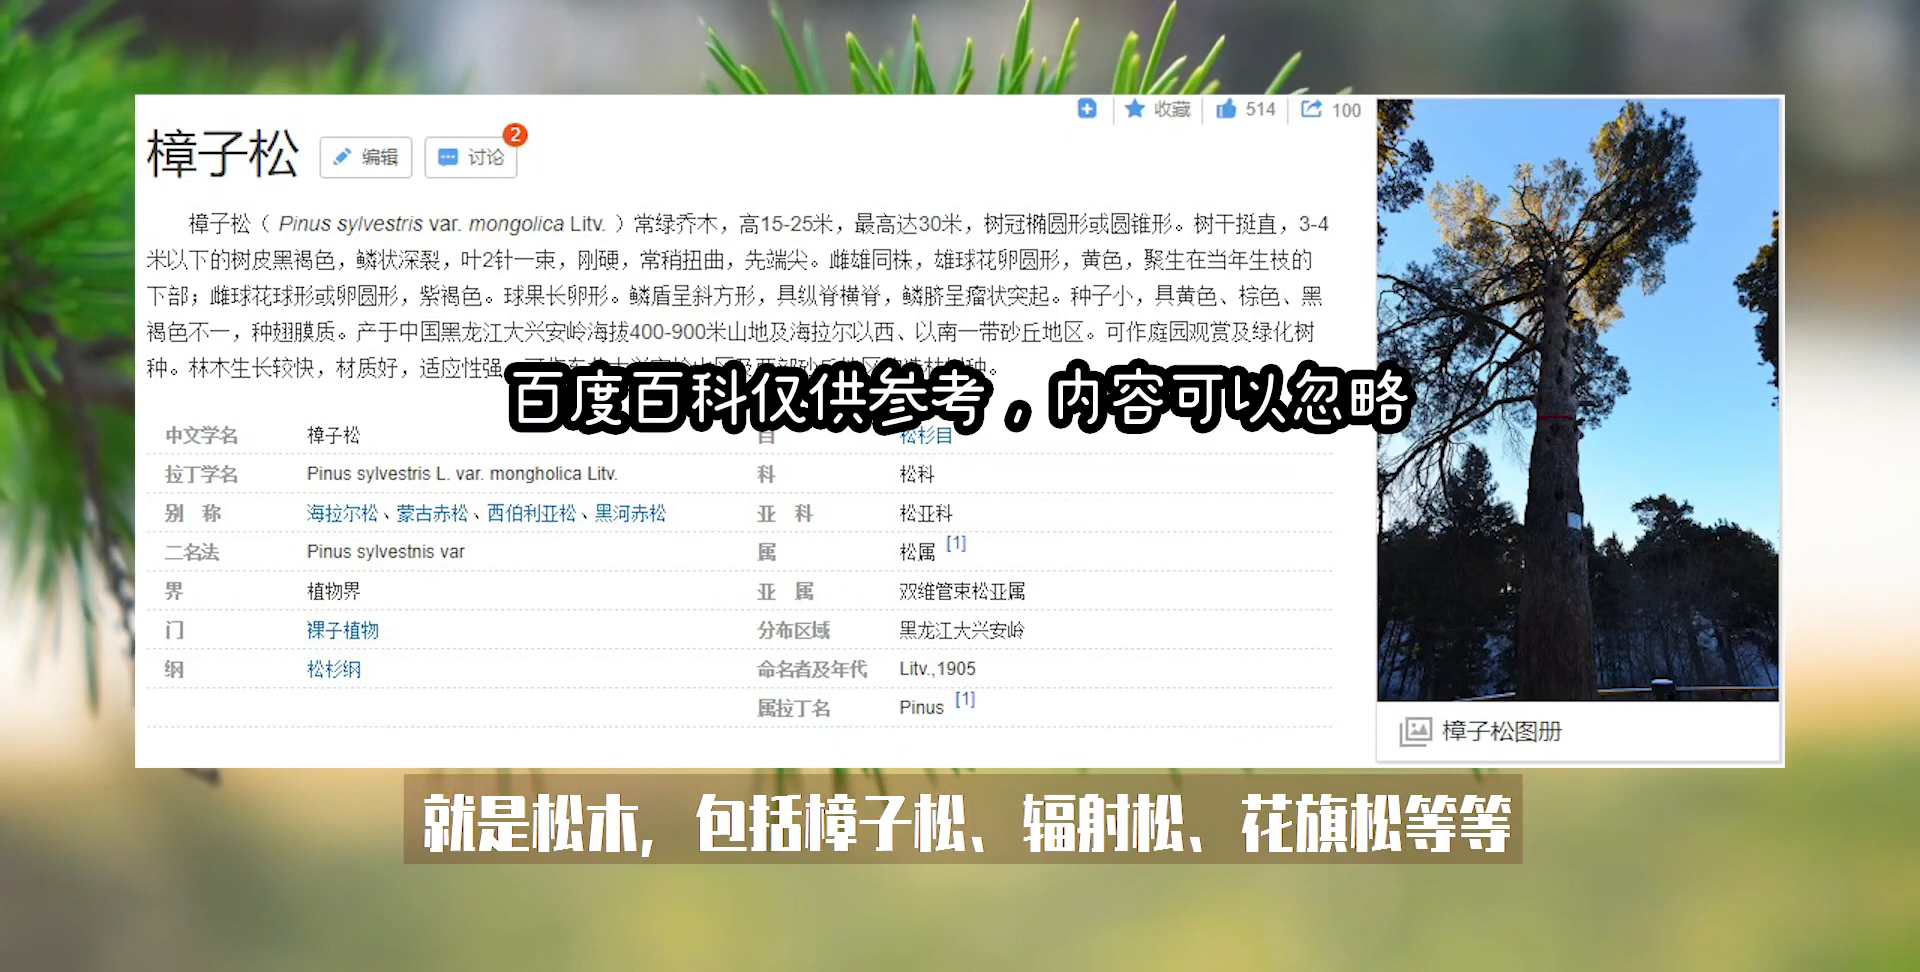 收藏 514 100
樟子松 编辑 讨论 2
樟子松（ Pinus sylvestris var. mongolica Litv. ）常绿乔木，高15-25米，最高达30米，树冠椭圆形或圆锥形。树干挺直，3-4
米以下的树皮黑褐色，鳞状深裂，叶2针一束，刚硬，常稍扭曲，先端尖。雌雄同株，雄球花卵圆形，黄色，聚生在当年生枝的
下部；雌球花球形或卵圆形，紫褐色。球果长卵形。鳞盾呈斜方形，具纵脊横脊，鳞脐呈瘤状突起。种子小，具黄色、棕色、黑
褐色不一，种翅膜质。产于中国黑龙江大兴安岭海拔400-900米山地及海拉尔以西、以南一带砂丘地区。可作庭园观赏及绿化树
种。林木生长较快，材质好，适应性强
百度百科仅供参考，内容可以忽略
中文学名 樟子松 目 松杉目
拉丁学名 Pinus sylvestris L. var. mongholica Litv. 科 松科
别 称 海拉尔松、蒙古赤松、西伯利亚松、黑河赤松 亚 科 松亚科
二名法 Pinus sylvestnis var 属 松属 [1]
界 植物界 亚 属 双维管束松亚属
门 裸子植物 分布区域 黑龙江大兴安岭
纲 松杉纲 命名者及年代 Litv.,1905
属拉丁名 Pinus [1]
樟子松图册
就是松木，包括樟子松、辐射松、花旗松等等